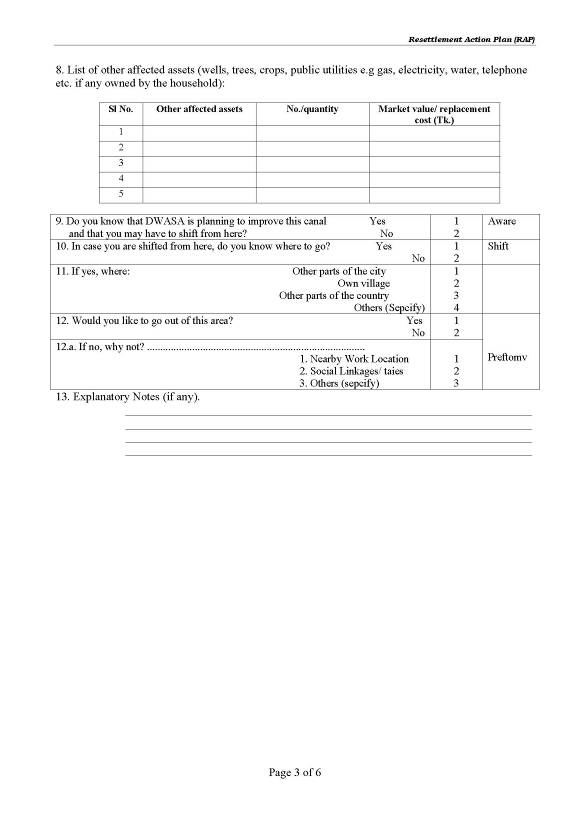 Resettlement Action Plan (RAP)
8. List of other affected assets (wells, trees, crops, public utilities e.g gas, electricity, water, telephone
etc. if any owned by the household):
Sl No. Other affected assets No./quantity Market value/ replacement
cost (Tk.)
1
2
3
4
5
9. Do you know that DWASA is planning to improve this canal Yes 1 Aware
and that you may have to shift from here? No 2
10. In case you are shifted from here, do you know where to go? Yes 1 Shift
No 2
11. If yes, where: Other parts of the city 1
Own village 2
Other parts of the country 3
Others (Sepcify) 4
12. Would you like to go out of this area? Yes 1
No 2
12.a. If no, why not? ..................................................................................
1. Nearby Work Location 1 Preftomv
2. Social Linkages/ taies 2
3. Others (sepcify) 3
13. Explanatory Notes (if any).
Page 3 of 6